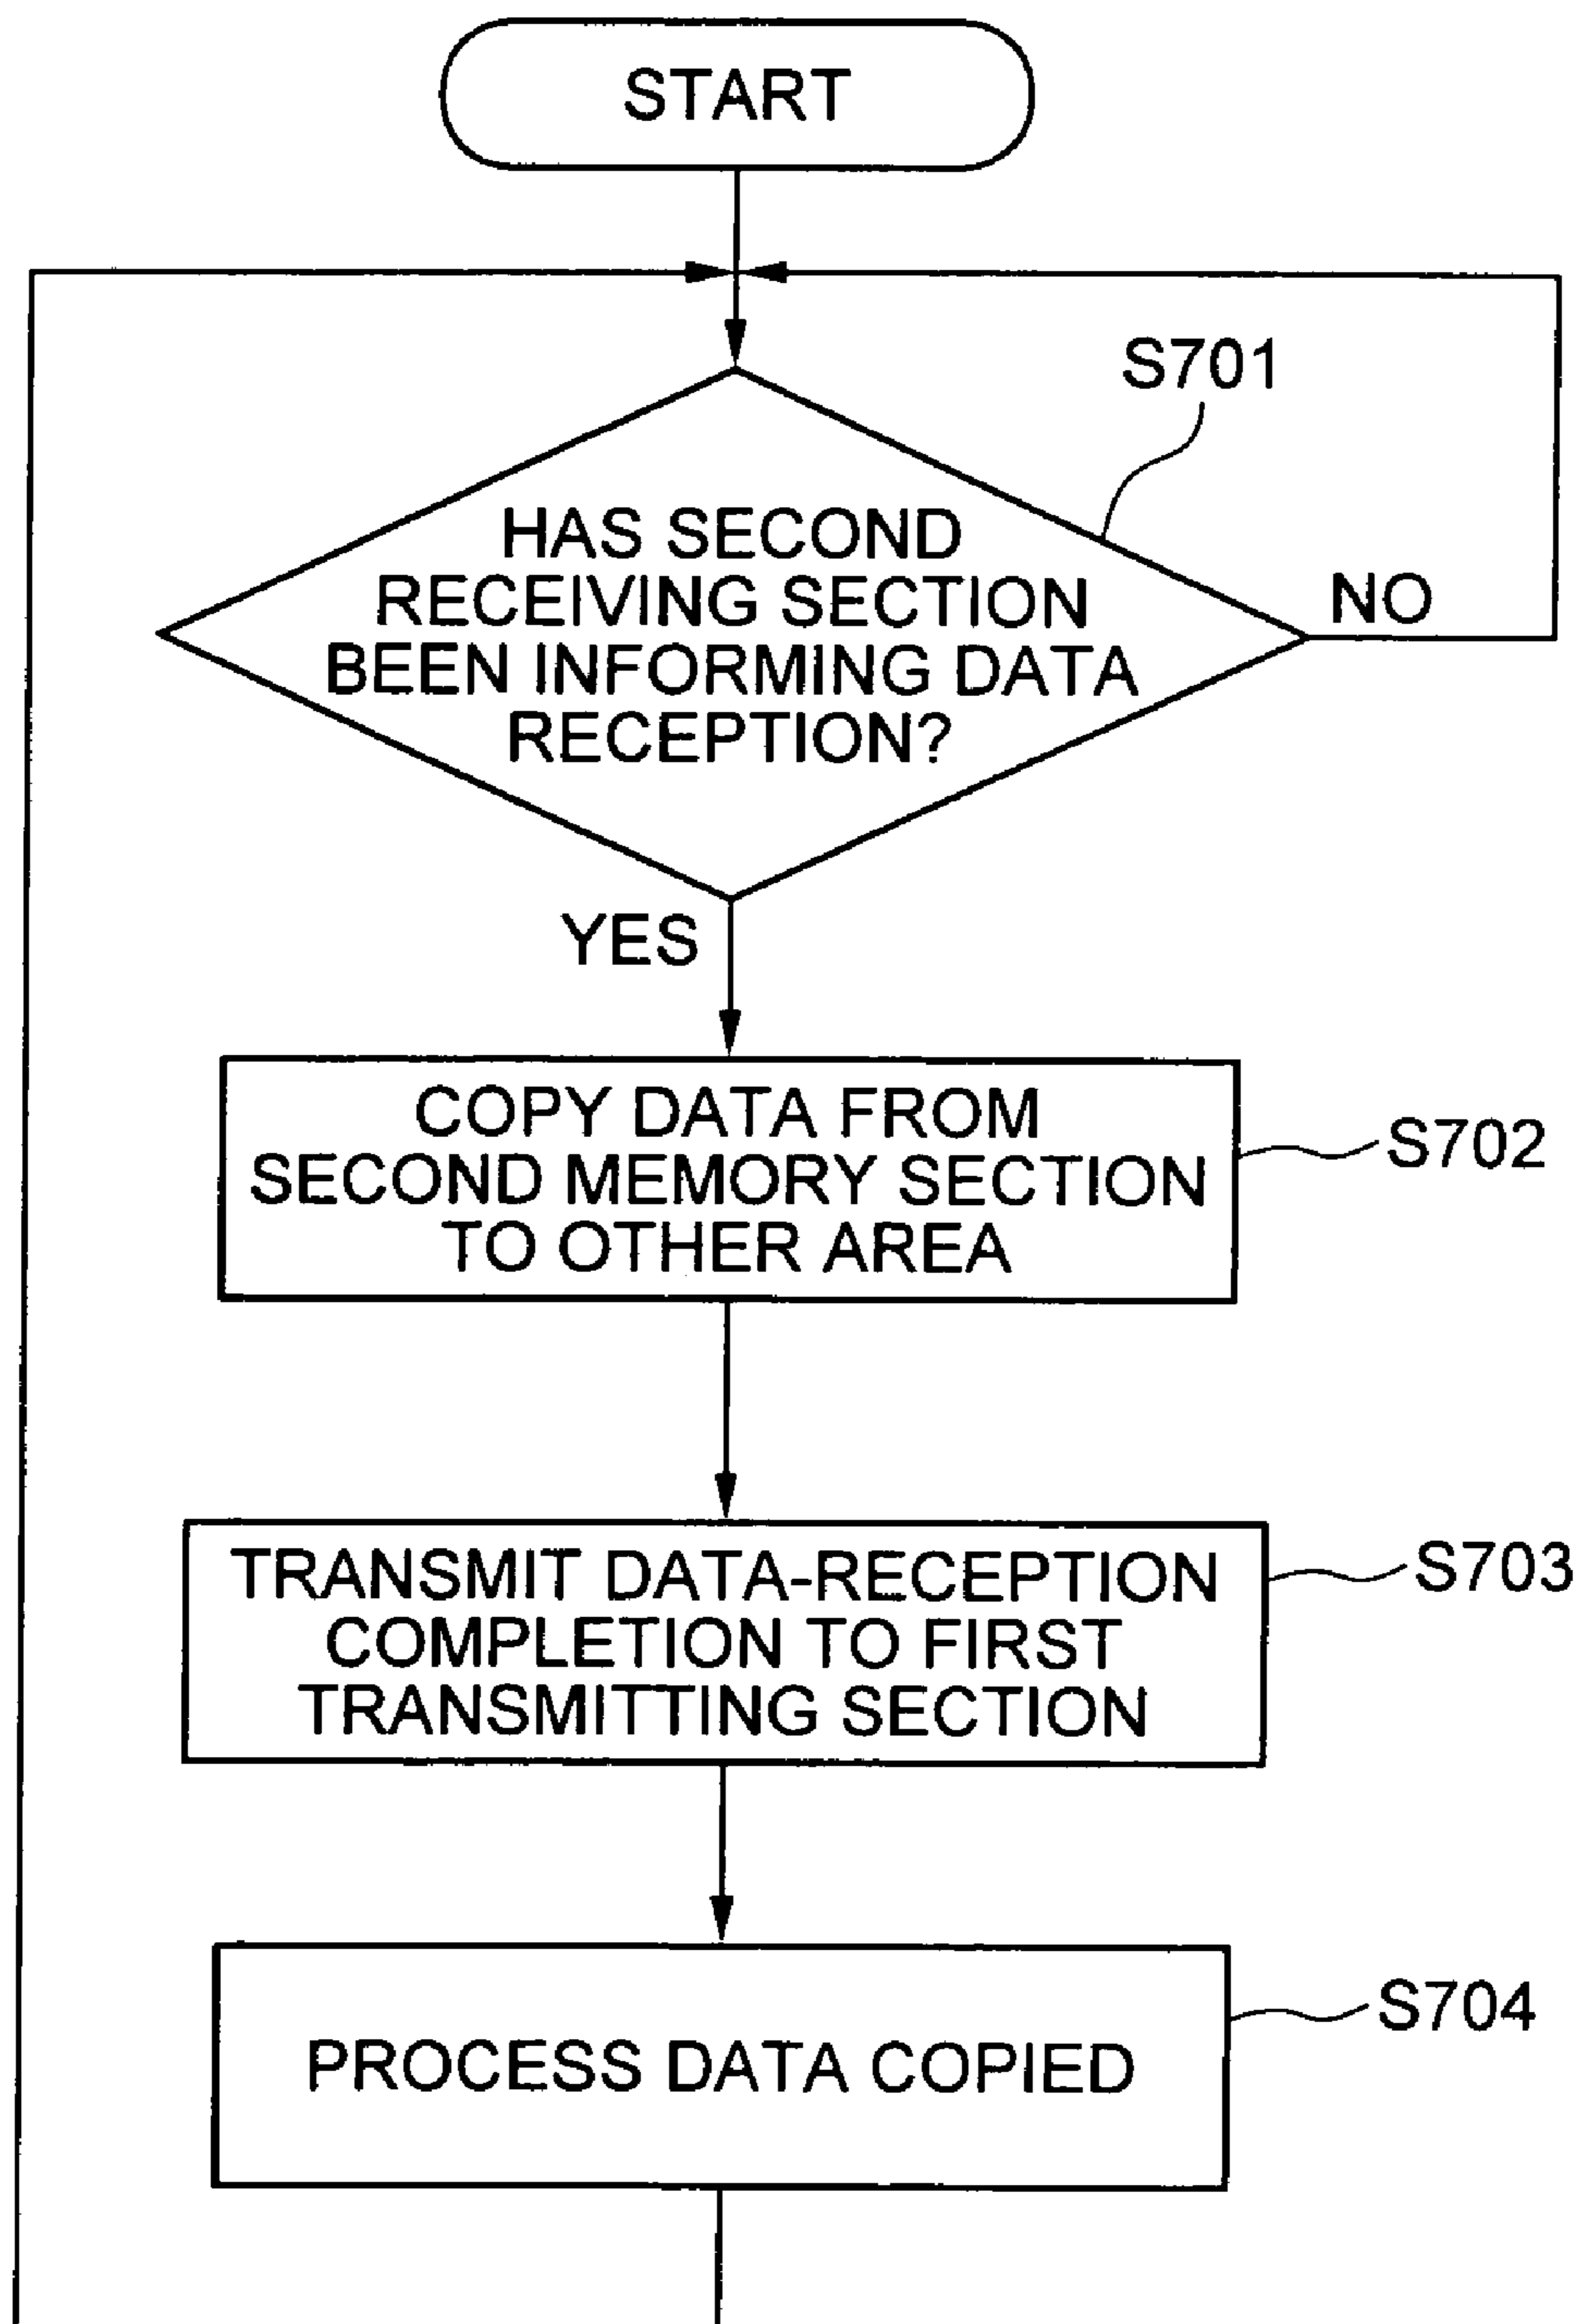 START
S701
HAS SECOND
RECEIVING SECTION
BEEN INFORMING DATA
RECEPTION?
NO
YES
COPY DATA FROM
SECOND MEMORY SECTION
TO OTHER AREA
S702
TRANSMIT DATA-RECEPTION
COMPLETION TO FIRST
TRANSMITTING SECTION
S703
PROCESS DATA COPIED
S704